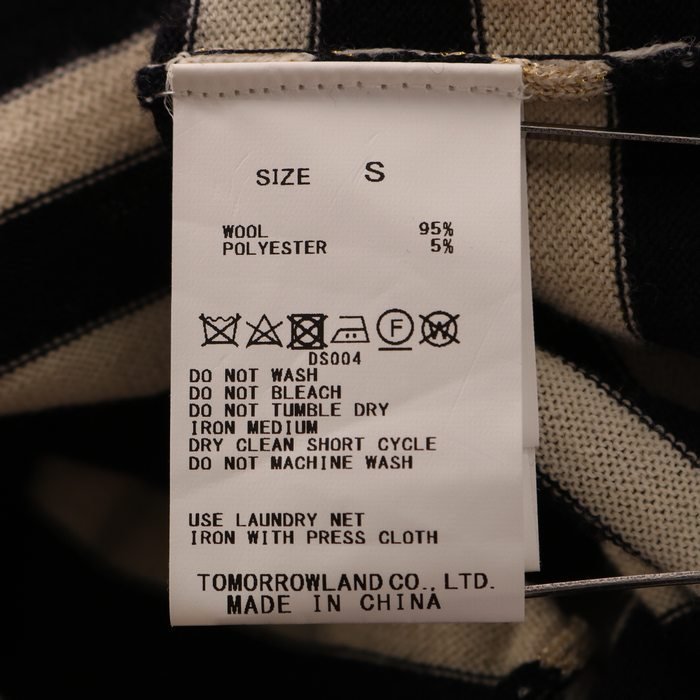 SIZE S
WOOL 95%
POLYESTER 5%
F W
DS004
DO NOT WASH
DO NOT BLEACH
DO NOT TUMBLE DRY
IRON MEDIUM
DRY CLEAN SHORT CYCLE
DO NOT MACHINE WASH
USE LAUNDRY NET
IRON WITH PRESS CLOTH
TOMORROWLAND CO., LTD.
MADE IN CHINA